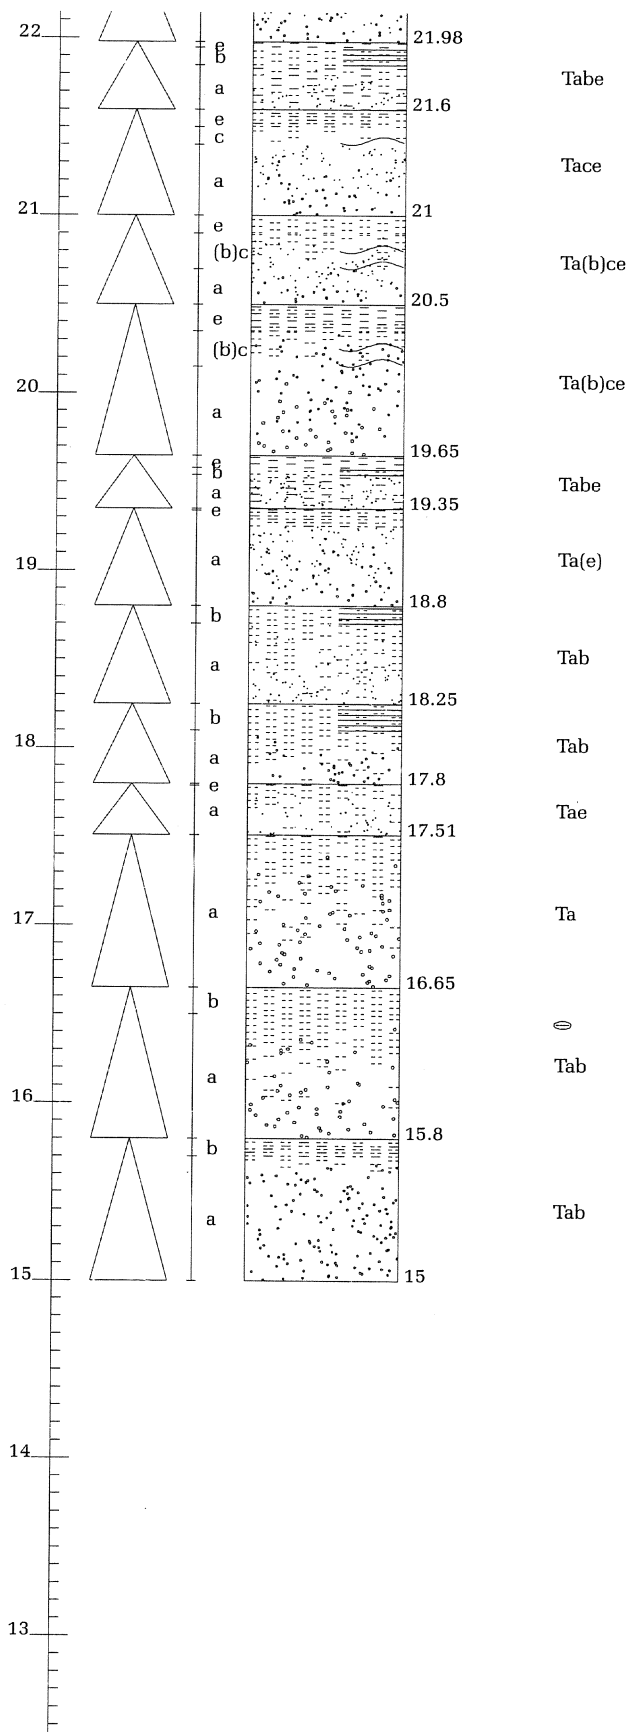 22
21.98
e
b
a
Tabe
21.6
e
c
a
Tace
21
21
e
(b)c
a
Ta(b)ce
20.5
e
(b)c
20
a
Ta(b)ce
19.65
e
b
a
Tabe
19.35
e
a
Ta(e)
19
18.8
b
a
Tab
18.25
b
18
a
Tab
17.8
e
a
Tae
17.51
a
Ta
17
16.65
b
a
Tab
16
15.8
b
a
Tab
15
15
14
13